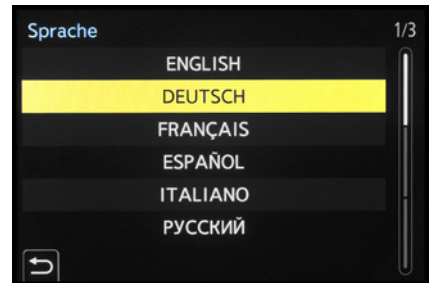 Sprache 1/3
ENGLISH
DEUTSCH
FRANÇAIS
ESPAÑOL
ITALIANO
РУССКИЙ